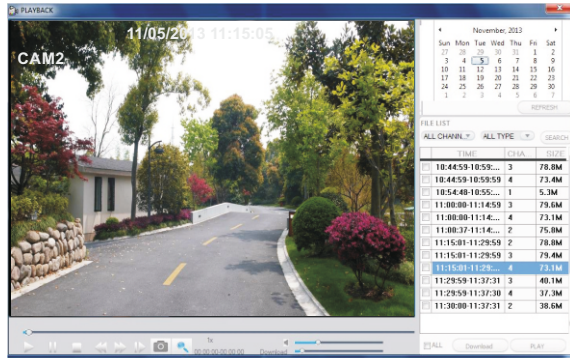 PLAYBACK
11/05/2013 11:15:05
CAM2
November, 2013
Sun Mon Tue Wed Thu Fri Sat
27 28 29 30 31 1 2
3 4 5 6 7 8 9
10 11 12 13 14 15 16
17 18 19 20 21 22 23
24 25 26 27 28 29 30
1 2 3 4 5 6 7
REFRESH
FILE LIST
ALL CHANN.. ALL TYPE SEARCH
TIME CHA SIZE
10:44:59-10:59:... 3 78.8M
10:44:59-10:59:59 4 73.4M
10:54:48-10:55:... 1 5.3M
11:00:00-11:14:59 3 79.6M
11:00:00-11:14:... 4 73.1M
11:00:37-11:14:... 2 75.8M
11:15:01-11:29:59 2 78.8M
11:15:01-11:29:59 3 79.4M
11:15:01-11:29:... 4 73.1M
11:29:59-11:37:31 3 40.1M
11:29:59-11:37:30 4 37.3M
11:30:00-11:37:31 2 38.6M
1x
00:00:00-00:00:00 Download
ALL Download PLAY